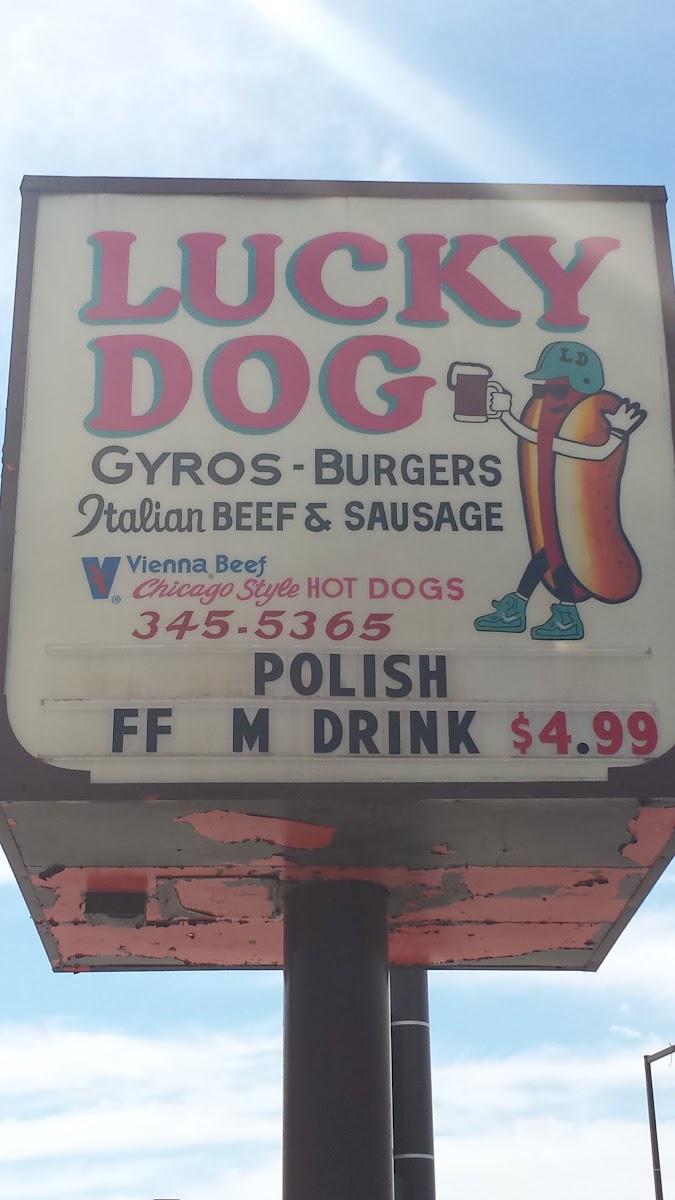 LUCKY
DOG
LD
GYROS - BURGERS
Italian BEEF & SAUSAGE
V ® Vienna Beef
Chicago Style HOT DOGS
345-5365
POLISH
FF M DRINK $4.99